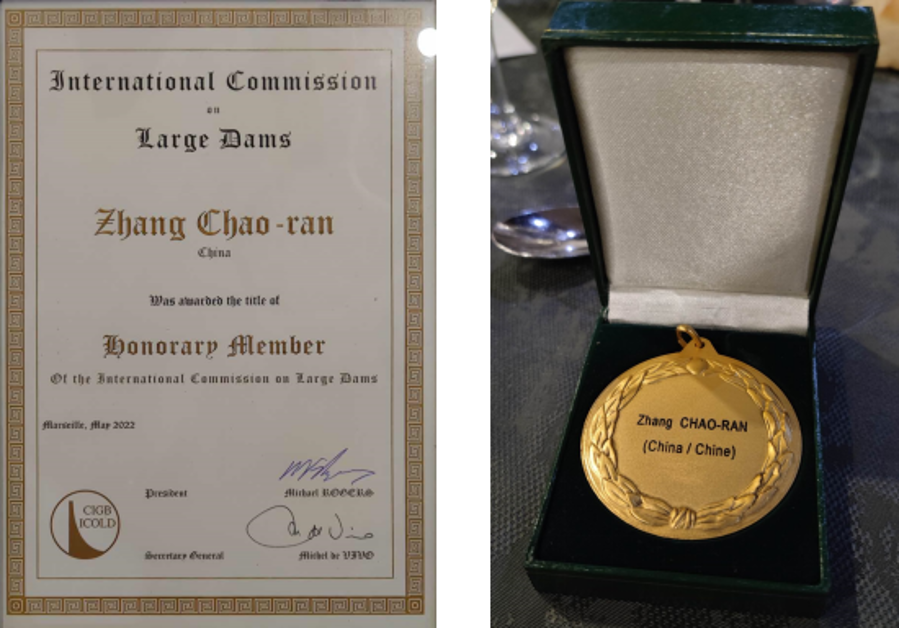 International Commission
on
Large Dams
Zhang Chao-ran
China
Was awarded the title of
Honorary Member
Of the International Commission on Large Dams
Marseille, May 2022
President
Michael ROGERS
CIGB
ICOLD
Secretary General
Michel de VIVO
Zhang CHAO-RAN
(China / Chine)